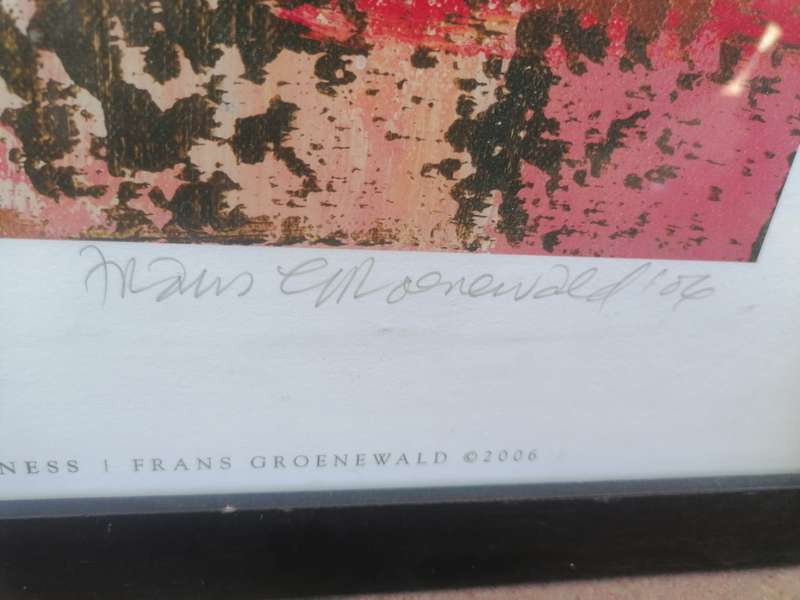 Frans Groenewald '06
NESS | FRANS GROENEWALD ©2006